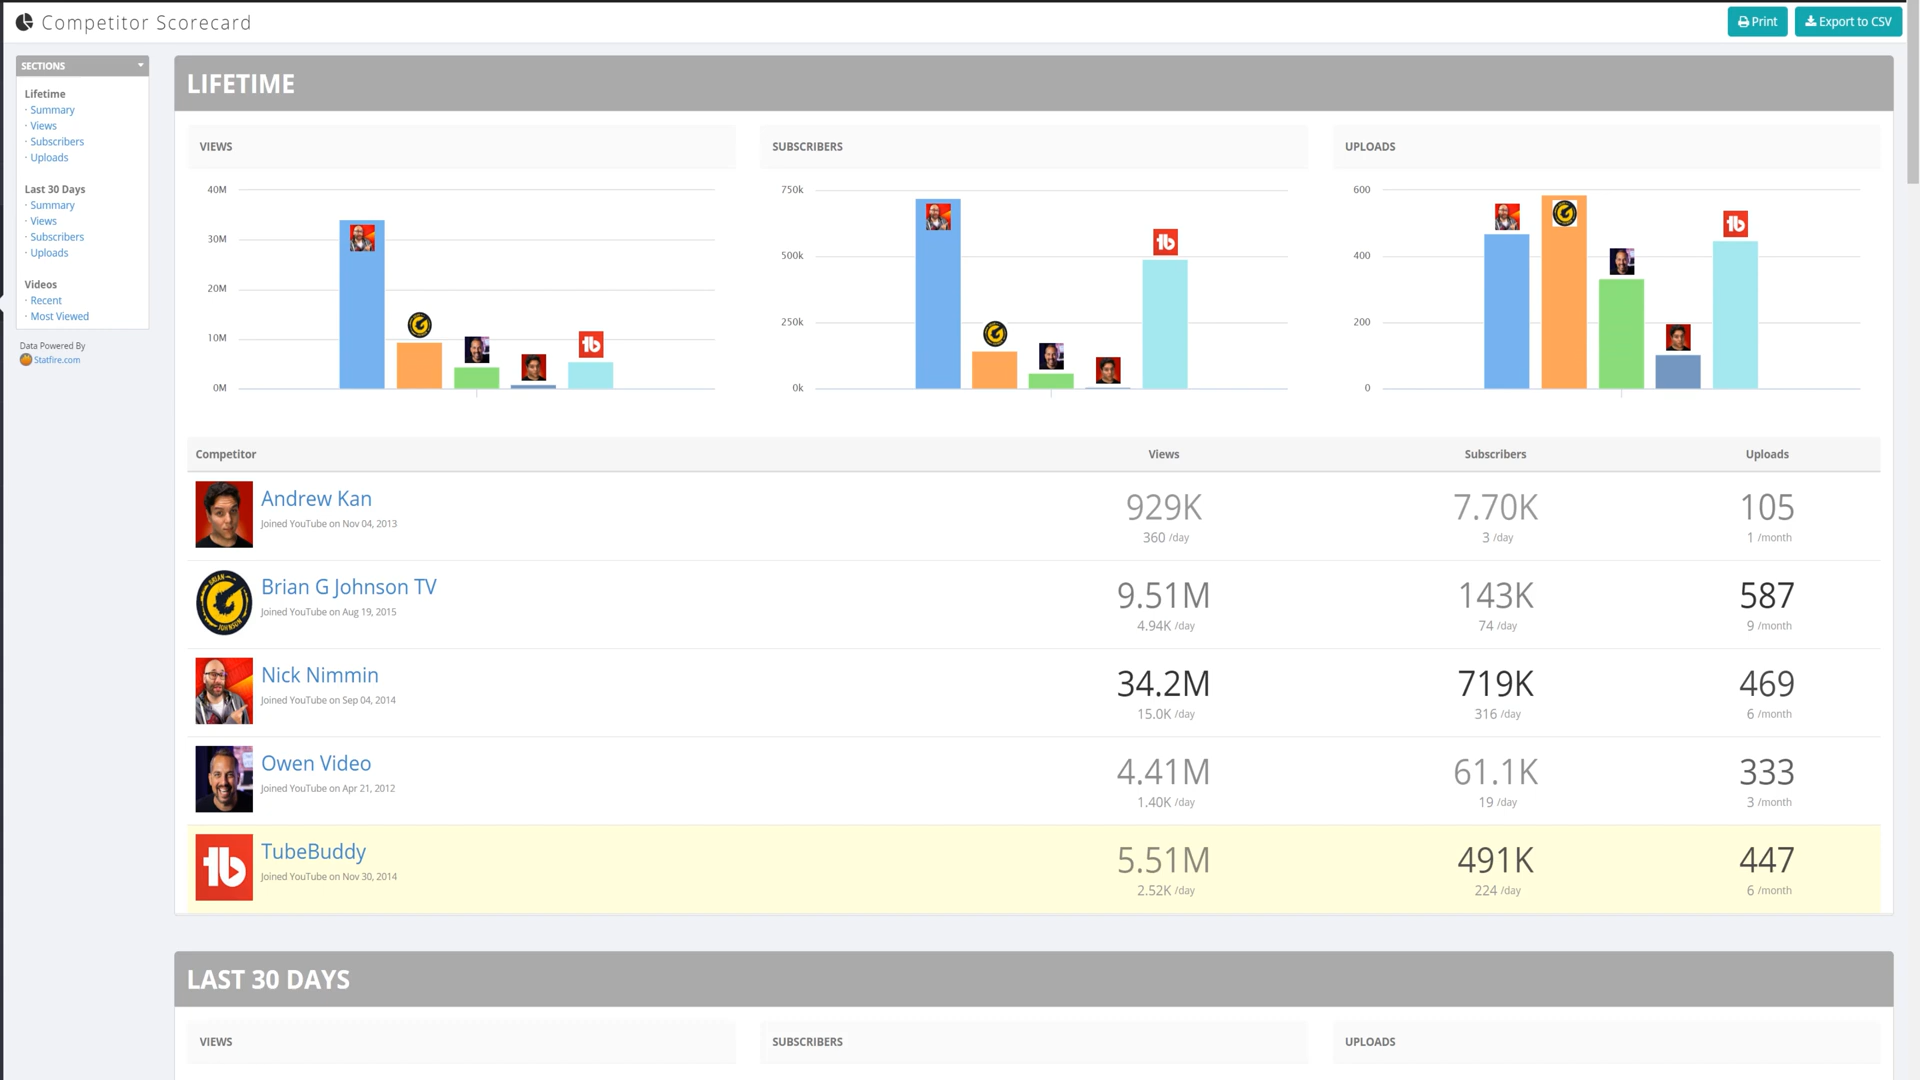 Competitor Scorecard
Print
Export to CSV
SECTIONS
Lifetime
· Summary
· Views
· Subscribers
· Uploads
Last 30 Days
· Summary
· Views
· Subscribers
· Uploads
Videos
· Recent
· Most Viewed
Data Powered By
Statfire.com
LIFETIME
VIEWS
40M
30M
20M
10M
0M
SUBSCRIBERS
750k
500k
250k
0k
UPLOADS
600
400
200
0
Competitor Views Subscribers Uploads
Andrew Kan
Joined YouTube on Nov 04, 2013
929K 7.70K 105
360 /day 3 /day 1 /month
BRIAN G JOHNSON
Brian G Johnson TV
Joined YouTube on Aug 19, 2015
9.51M 143K 587
4.94K /day 74 /day 9 /month
Nick Nimmin
Joined YouTube on Sep 04, 2014
34.2M 719K 469
15.0K /day 316 /day 6 /month
Owen Video
Joined YouTube on Apr 21, 2012
4.41M 61.1K 333
1.40K /day 19 /day 3 /month
tb
TubeBuddy
Joined YouTube on Nov 30, 2014
5.51M 491K 447
2.52K /day 224 /day 6 /month
LAST 30 DAYS
VIEWS SUBSCRIBERS UPLOADS